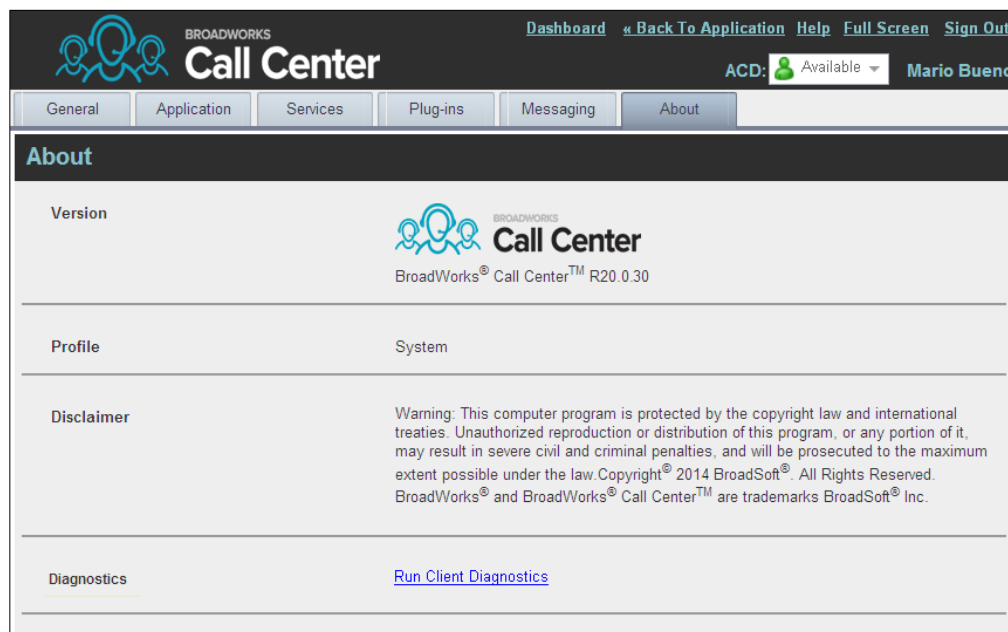 BROADWORKS
Call Center
Dashboard « Back To Application Help Full Screen Sign Out
ACD: Available Mario Bueno
General Application Services Plug-ins Messaging About
About
Version
BROADWORKS
Call Center
BroadWorks® Call Center™ R20.0.30
Profile System
Disclaimer
Warning: This computer program is protected by the copyright law and international
treaties. Unauthorized reproduction or distribution of this program, or any portion of it,
may result in severe civil and criminal penalties, and will be prosecuted to the maximum
extent possible under the law.Copyright® 2014 BroadSoft®. All Rights Reserved.
BroadWorks® and BroadWorks® Call Center™ are trademarks BroadSoft® Inc.
Diagnostics Run Client Diagnostics